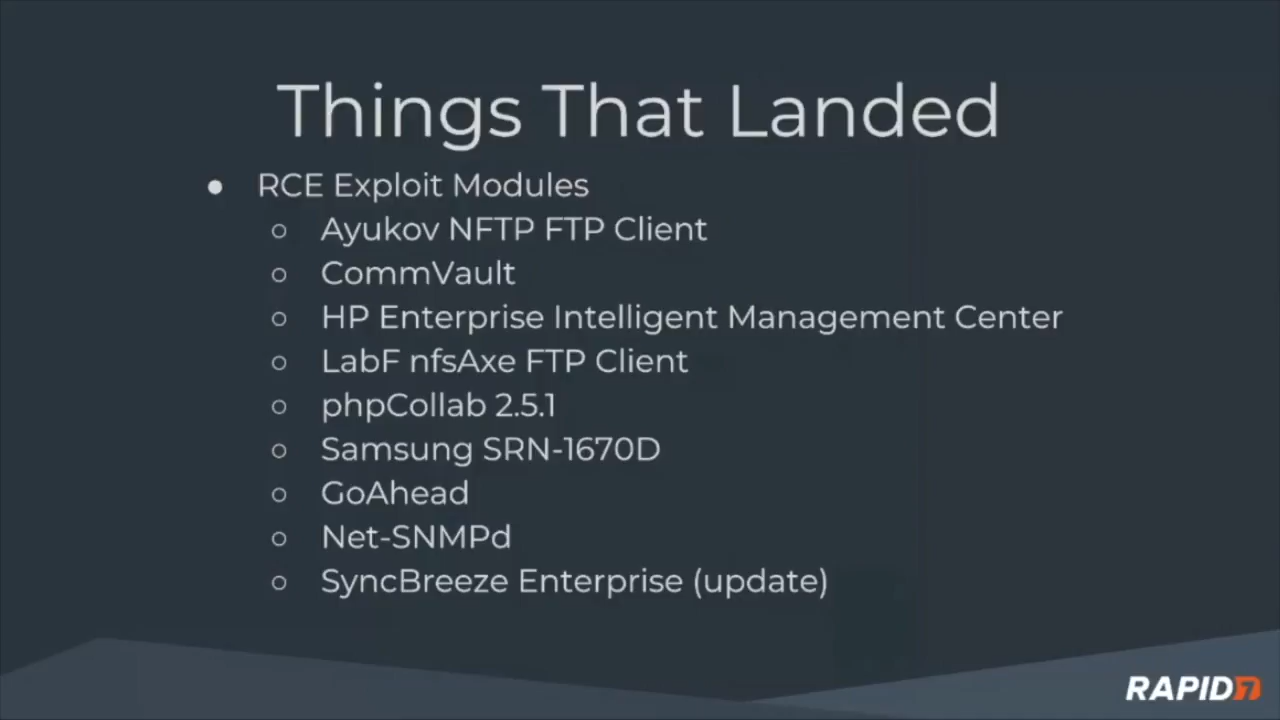 Things That Landed
● RCE Exploit Modules
○ Ayukov NFTP FTP Client
○ CommVault
○ HP Enterprise Intelligent Management Center
○ LabF nfsAxe FTP Client
○ phpCollab 2.5.1
○ Samsung SRN-1670D
○ GoAhead
○ Net-SNMPd
○ SyncBreeze Enterprise (update)
RAPID7